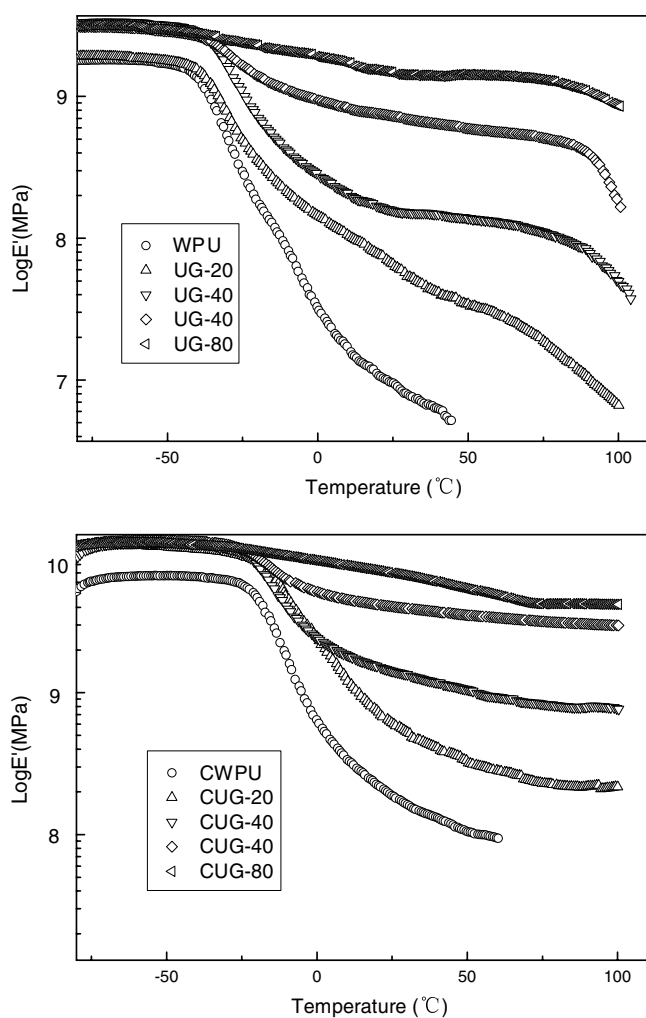 9
8
7
LogE'(MPa)
WPU
UG-20
UG-40
UG-40
UG-80
-50
0
50
100
Temperature (℃)
10
9
8
LogE'(MPa)
CWPU
CUG-20
CUG-40
CUG-40
CUG-80
-50
0
50
100
Temperature (℃)